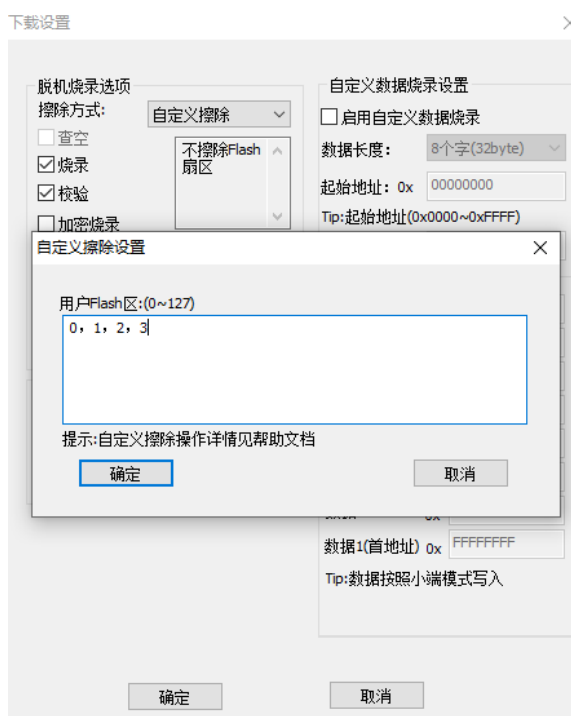 下载设置
脱机烧录选项
擦除方式:
自定义擦除
查空
烧录
校验
加密烧录
不擦除Flash
扇区
自定义数据烧录设置
启用自定义数据烧录
数据长度:
8个字(32byte)
起始地址: 0x
00000000
Tip:起始地址(0x0000~0xFFFF)
自定义擦除设置
用户Flash区:(0~127)
0，1，2，3
提示:自定义擦除操作详情见帮助文档
确定
取消
数据1(首地址) 0x
FFFFFFFF
Tip:数据按照小端模式写入
确定
取消